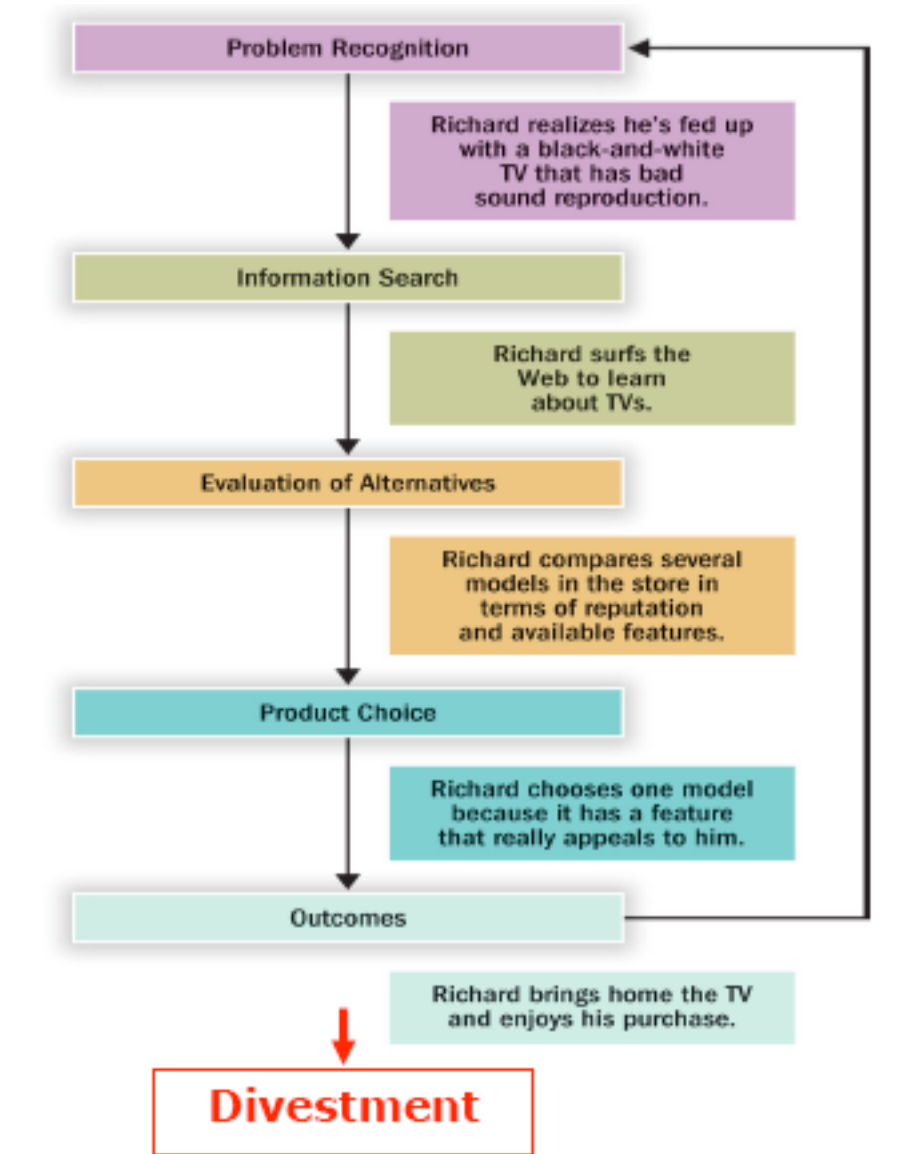 Problem Recognition
Richard realizes he's fed up
with a black-and-white
TV that has bad
sound reproduction.
Information Search
Richard surfs the
Web to learn
about TVs.
Evaluation of Alternatives
Richard compares several
models in the store in
terms of reputation
and available features.
Product Choice
Richard chooses one model
because it has a feature
that really appeals to him.
Outcomes
Richard brings home the TV
and enjoys his purchase.
Divestment